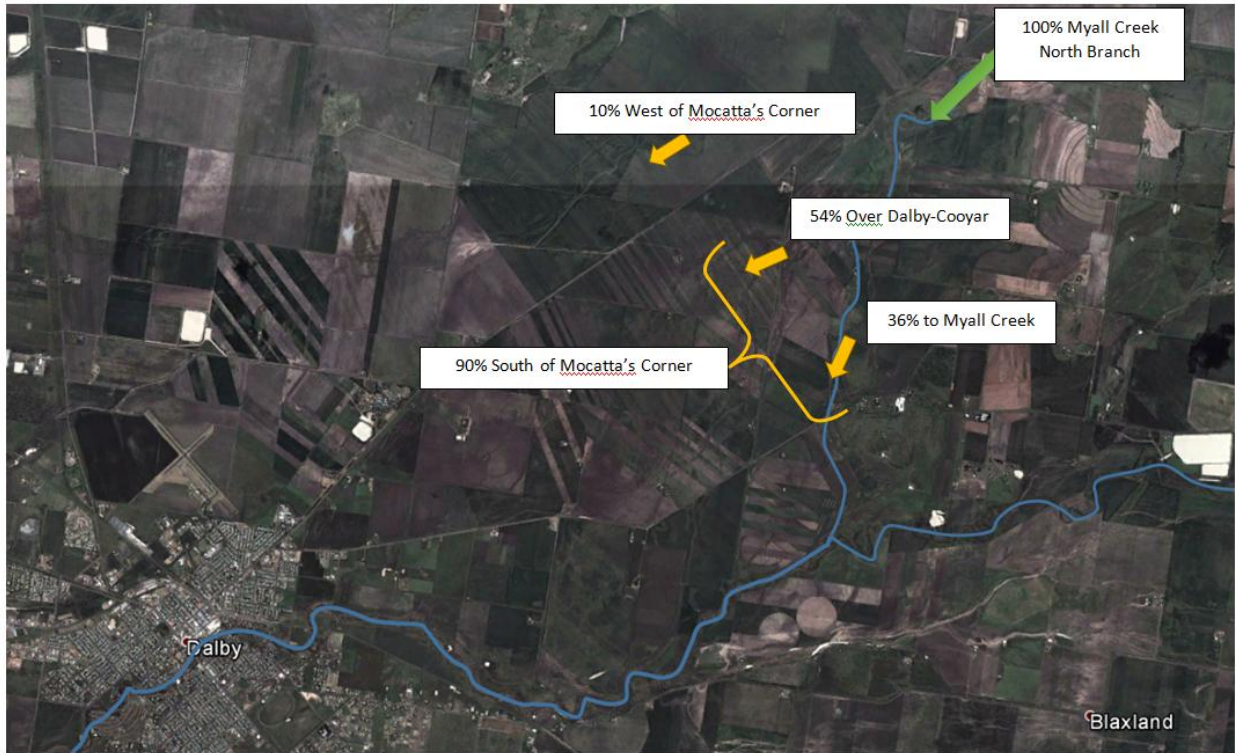 100% Myall Creek
North Branch
10% West of Mocatta's Corner
54% Over Dalby-Cooyar
36% to Myall Creek
90% South of Mocatta's Corner
Dalby
Blaxland